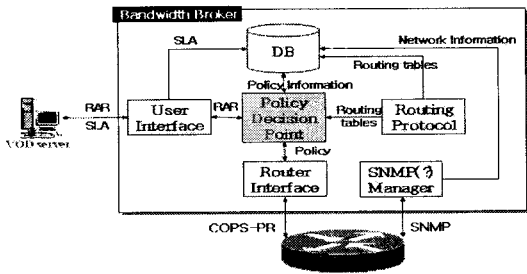 Bandwidth Broker
SLA
DB
Network Information
Routing tables
Policy Information
RAR
SLA
VOD server
User
Interface
RAR
Policy
Decision
Point
Routing
tables
Routing
Protocol
Policy
Router
Interface
SNMP(?)
Manager
COPS-PR
SNMP